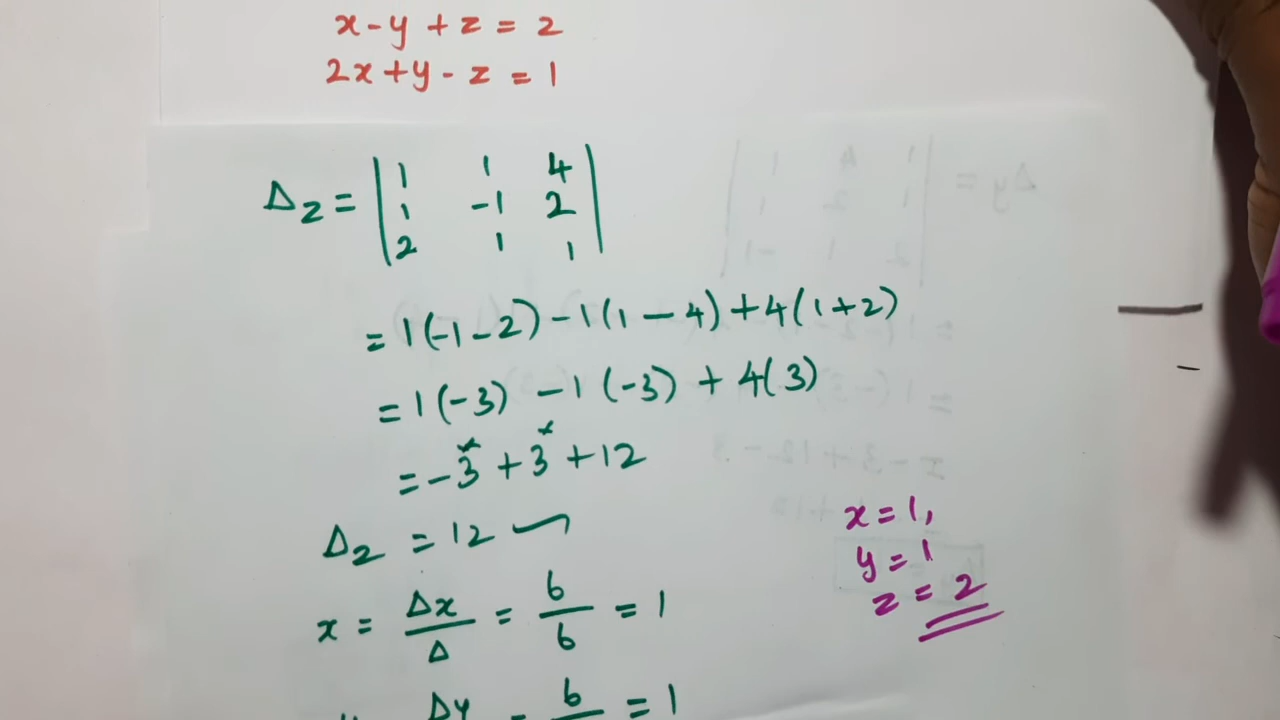 x - y + z = 2
2x + y - z = 1
Δz = | 1 1 4 |
| 1 -1 2 |
| 2 1 1 |
= 1(-1-2) - 1(1-4) + 4(1+2)
= 1(-3) - 1(-3) + 4(3)
= -3 + 3 + 12
Δz = 12
x = Δx/Δ = 6/6 = 1
Δy = 6 = 1
x = 1,
y = 1
z = 2